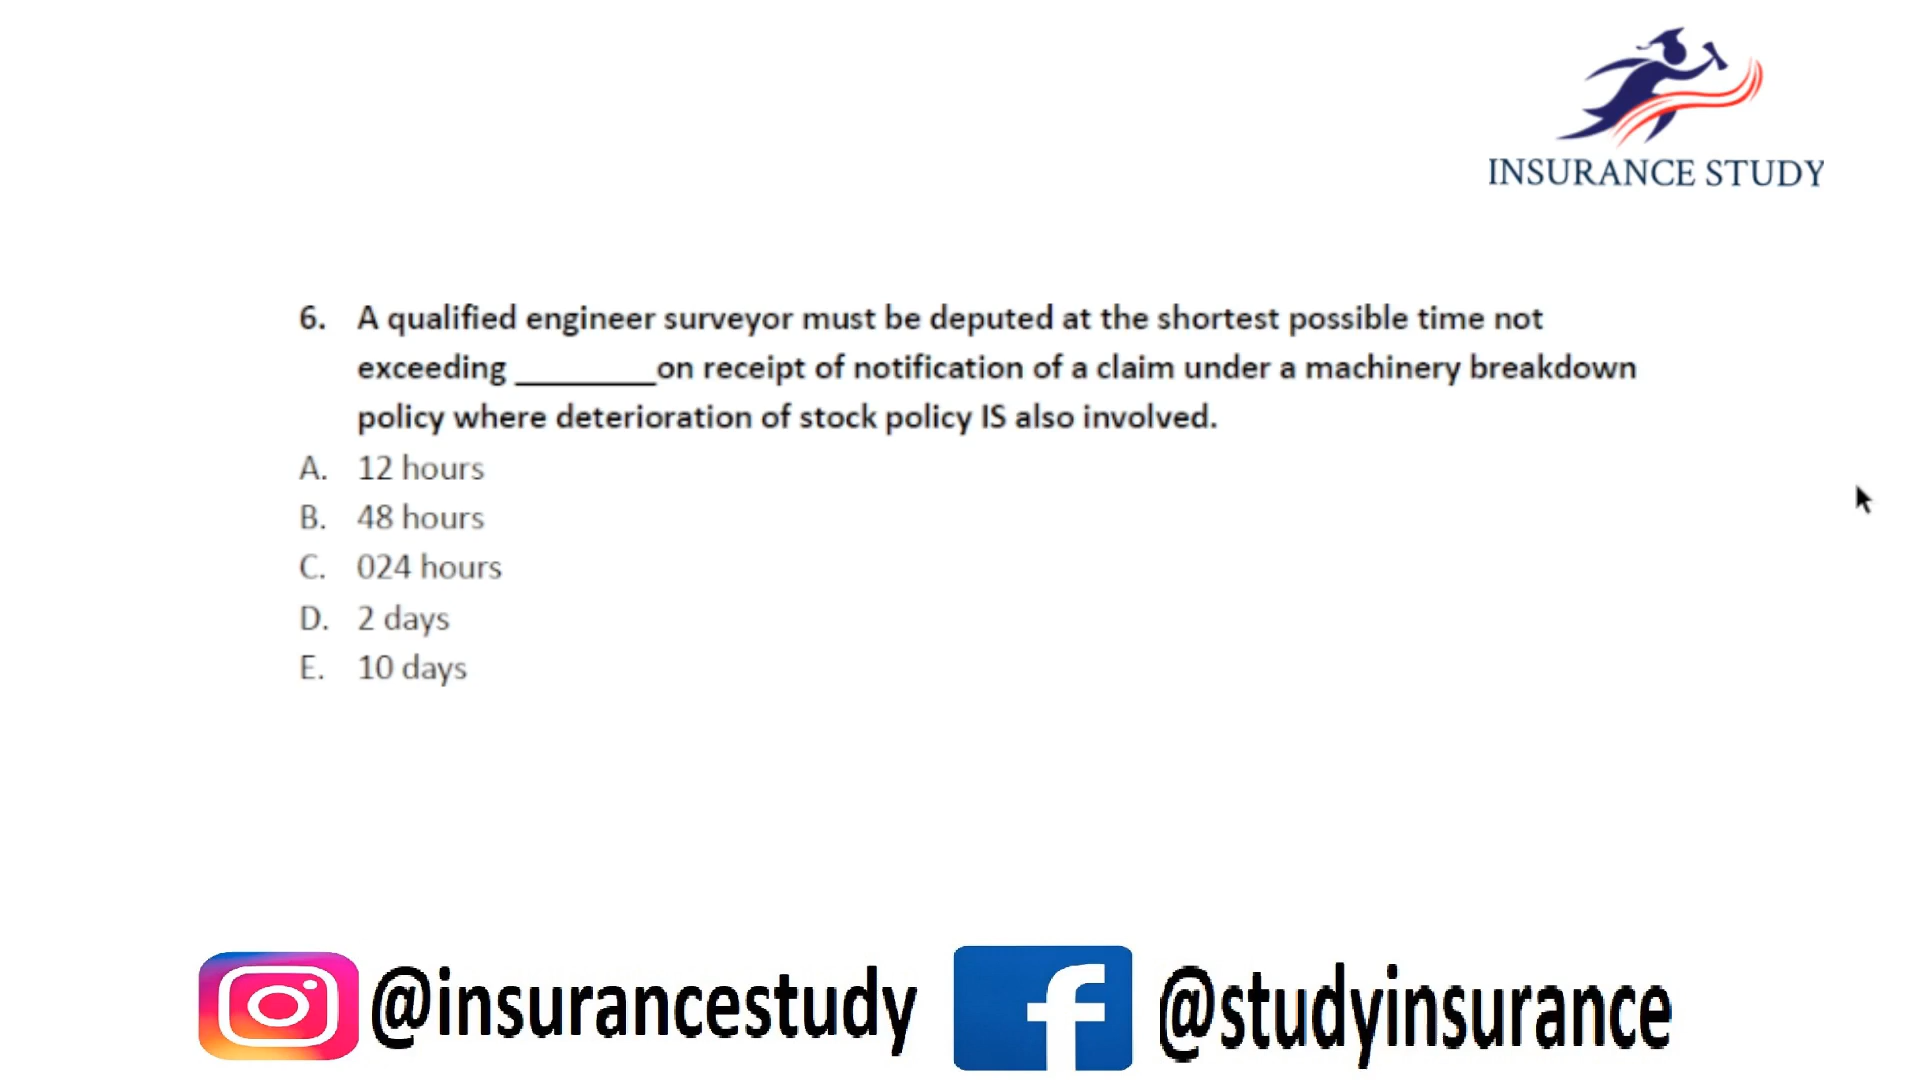 INSURANCE STUDY
6. A qualified engineer surveyor must be deputed at the shortest possible time not
exceeding ________on receipt of notification of a claim under a machinery breakdown
policy where deterioration of stock policy IS also involved.
A. 12 hours
B. 48 hours
C. 024 hours
D. 2 days
E. 10 days
@insurancestudy f @studyinsurance